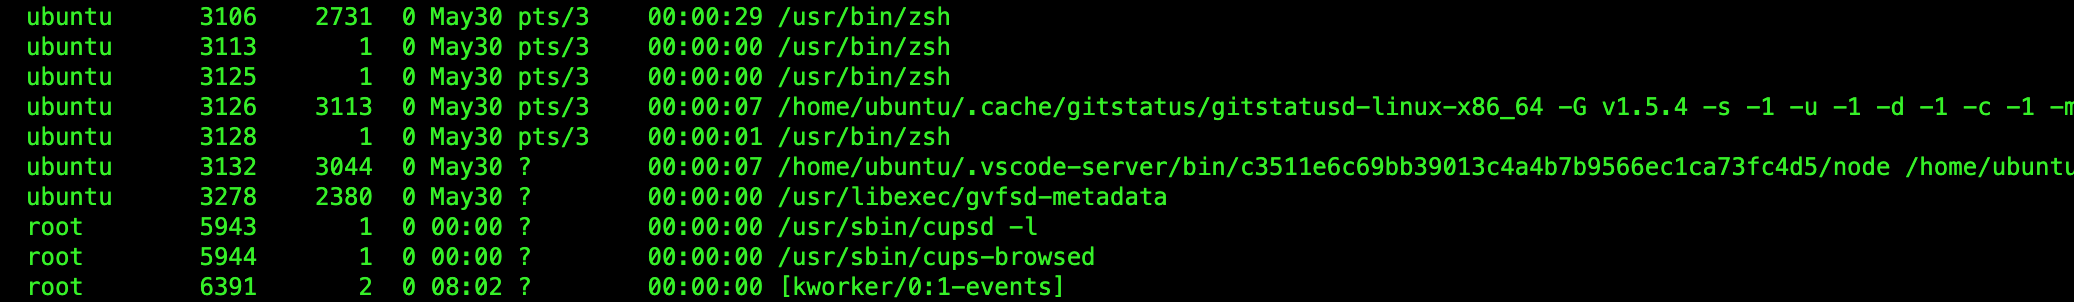 ubuntu 3106 2731 0 May30 pts/3 00:00:29 /usr/bin/zsh
ubuntu 3113 1 0 May30 pts/3 00:00:00 /usr/bin/zsh
ubuntu 3125 1 0 May30 pts/3 00:00:00 /usr/bin/zsh
ubuntu 3126 3113 0 May30 pts/3 00:00:07 /home/ubuntu/.cache/gitstatus/gitstatusd-linux-x86_64 -G v1.5.4 -s -1 -u -1 -d -1 -c -1 -m
ubuntu 3128 1 0 May30 pts/3 00:00:01 /usr/bin/zsh
ubuntu 3132 3044 0 May30 ? 00:00:07 /home/ubuntu/.vscode-server/bin/c3511e6c69bb39013c4a4b7b9566ec1ca73fc4d5/node /home/ubuntu
ubuntu 3278 2380 0 May30 ? 00:00:00 /usr/libexec/gvfsd-metadata
root 5943 1 0 00:00 ? 00:00:00 /usr/sbin/cupsd -l
root 5944 1 0 00:00 ? 00:00:00 /usr/sbin/cups-browsed
root 6391 2 0 08:02 ? 00:00:00 [kworker/0:1-events]